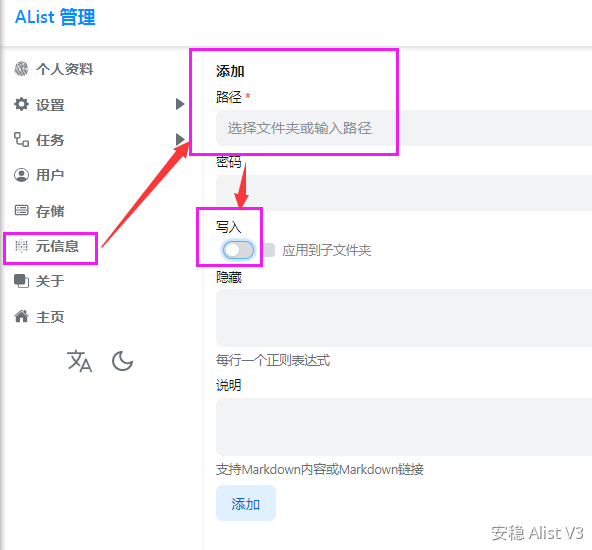 AList 管理
个人资料
设置
任务
用户
存储
元信息
关于
主页
添加
路径 *
选择文件夹或输入路径
密码
写入
应用到子文件夹
隐藏
每行一个正则表达式
说明
支持Markdown内容或Markdown链接
添加
安稳 Alist V3